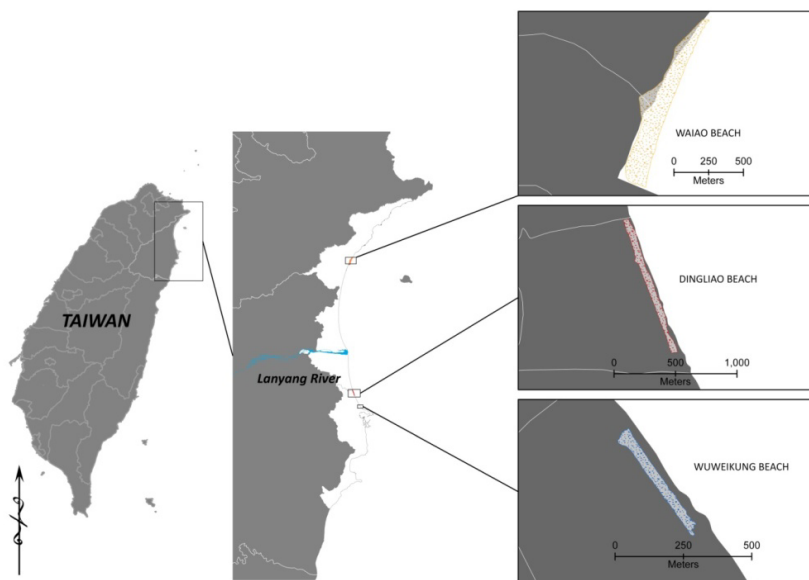 TAIWAN
Lanyang River
WAIAO BEACH
0 250 500
Meters
DINGLIAO BEACH
0 500 1,000
Meters
WUWEIKUNG BEACH
0 250 500
Meters